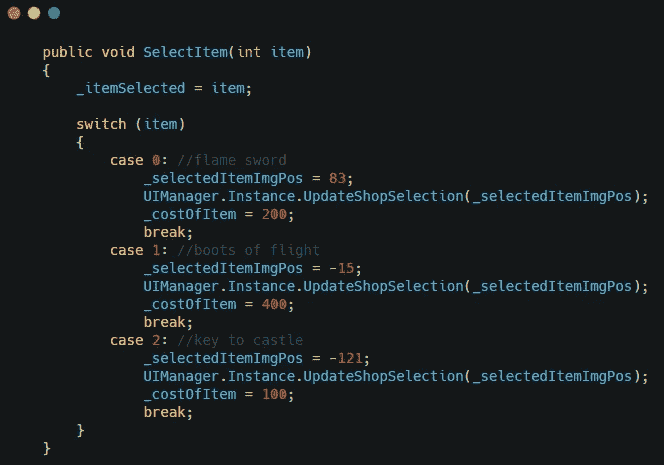 public void SelectItem(int item)
{
    _itemSelected = item;

    switch (item)
    {
        case 0: //flame sword
            _selectedItemImgPos = 83;
            UIManager.Instance.UpdateShopSelection(_selectedItemImgPos);
            _costOfItem = 200;
            break;
        case 1: //boots of flight
            _selectedItemImgPos = -15;
            UIManager.Instance.UpdateShopSelection(_selectedItemImgPos);
            _costOfItem = 400;
            break;
        case 2: //key to castle
            _selectedItemImgPos = -121;
            UIManager.Instance.UpdateShopSelection(_selectedItemImgPos);
            _costOfItem = 100;
            break;
    }
}